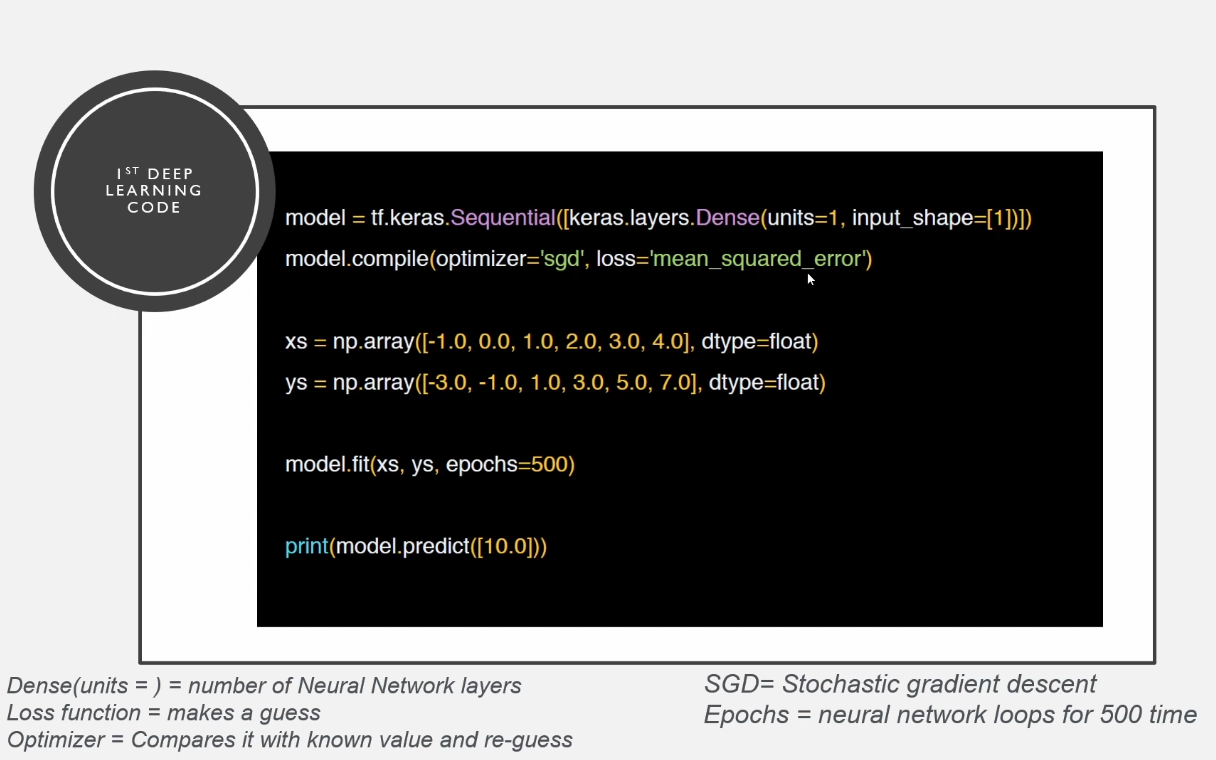 1ST DEEP
LEARNING
CODE
model = tf.keras.Sequential([keras.layers.Dense(units=1, input_shape=[1])])
model.compile(optimizer='sgd', loss='mean_squared_error')
xs = np.array([-1.0, 0.0, 1.0, 2.0, 3.0, 4.0], dtype=float)
ys = np.array([-3.0, -1.0, 1.0, 3.0, 5.0, 7.0], dtype=float)
model.fit(xs, ys, epochs=500)
print(model.predict([10.0]))
Dense(units = ) = number of Neural Network layers
Loss function = makes a guess
Optimizer = Compares it with known value and re-guess
SGD= Stochastic gradient descent
Epochs = neural network loops for 500 time